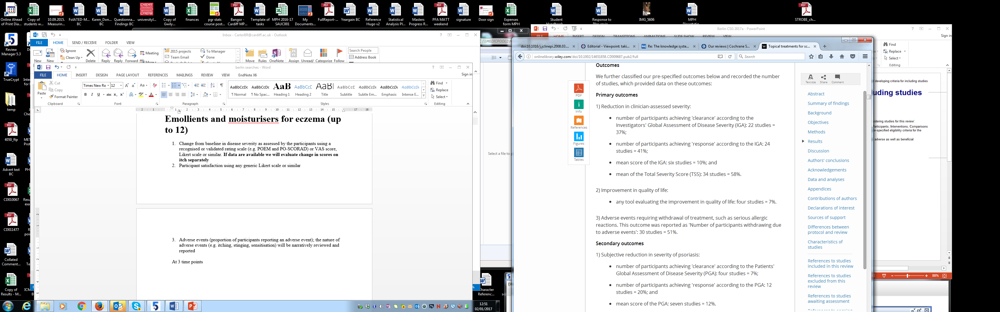 Online Ahead of Print Dia...
Copy of students w...
10.09.2015. Measurin...
FolATED-M... BC
Karen_Don... BC
Questionna... Findings BC
universityl...
Copy of Gwily...
finances
pgr stats course post...
Bangor - Cardiff MP...
Template of tasks
MPH 2016-17 SAUC001
My Documents...
FullReport-...
Yeargain BC
Reference Hugo v2
Statistical Analysis Pl...
Masters Progress R...
PFA MATT weekend
signature
Door sign
Expenses form MPH
Student
Response to
IMG_5606
MPH
STROBE_ch...
Review Manager 5.3
TrueCrypt
temp
4050_ftp
Advert text BC
CD010067
CD011477
Collated Comment...
Copy of Results - M...
Inbox - CarterBR@cardiff.ac.uk - Outlook
FILE HOME SEND / RECEIVE FOLDER VIEW
New New
Ignore
Clean Up
Delete
Reply Reply Forward
Meeting
More
2015 projects
Team Email
To Manager
Done
Move Rules OneNote
Assign Unread/ Categorize Follow
Search People
Address Book
berlin searches - Word
Sign in
FILE HOME INSERT DESIGN PAGE LAYOUT REFERENCES MAILINGS REVIEW VIEW EndNote X6
Paste
Cut
Copy
Format Painter
Clipboard
Times New Ro 12
Font
Paragraph
AaBbCcDc AaBbCcDc AaB AaBbCcE AaBl AaBbCcD AaBbCcDc AaBbCcDc AaBbCcDc
¶ Normal ¶ No Spac... Heading 1 Heading 2 Title Subtitle Subtle Em... Emphasis Intense E...
Styles
Find
Replace
Select
Editing
Emollients and moisturisers for eczema (up
to 12)
1. Change from baseline in disease severity as assessed by the participants using a
recognised or validated rating scale (e.g. POEM and PO-SCORAD) or VAS score,
Likert scale or similar. If data are available we will evaluate change in scores on
itch separately
2. Participant satisfaction using any generic Likert scale or similar
3. Adverse events (proportion of participants reporting an adverse event); the nature of
adverse events (e.g. itching, stinging, sensitisation) will be narratively reviewed and
reported
At 3 time points
Select a file to p
Character
Referenc...
12:51
02/01/2017
Berlin CSG 2017a - PowerPoint
Sign in
FILE HOME INSERT DESIGN TRANSITIONS ANIMATIONS SLIDE SHOW REVIEW VIEW
Find
Replace
Select
Editing
developing criteria for including studies
uding studies
sidering studies for this review'.
articipants, Interventions, Comparisons
re-specified eligibility criteria for the
adverse as well as beneficial
88%
doi:10.1016/j.jclinepi.2008.03....
Editorial - Viewpoint: taki...
Re: The knowledge syste...
Our reviews | Cochrane S...
Topical treatments for sc...
onlinelibrary.wiley.com/doi/10.1002/14651858.CD009687.pub2/full
Search
PDF
Info
References
Figures
Tables
Outcomes
We further classified our pre-specified outcomes below and recorded the number
of studies, which provided data on these outcomes:
Primary outcomes
1) Reduction in clinician-assessed severity:
• number of participants achieving 'clearance' according to the
Investigators' Global Assessment of Disease Severity (IGA): 22 studies =
37%;
• number of participants achieving 'response' according to the IGA: 24
studies = 41%;
• mean score of the IGA: six studies = 10%; and
• mean of the Total Severity Score (TSS): 34 studies = 58%.
2) Improvement in quality of life:
• any tool evaluating the improvement in quality of life: four studies = 7%.
3) Adverse events requiring withdrawal of treatment, such as serious allergic
reactions. This outcome was reported as 'Number of participants withdrawing due
to adverse events': 30 studies = 51%.
Secondary outcomes
1) Subjective reduction in severity of psoriasis:
• number of participants achieving 'clearance' according to the Patients'
Global Assessment of Disease Severity (PGA): four studies = 7%;
• number of participants achieving 'response' according to the PGA: 12
studies = 20%; and
• mean score of the PGA: seven studies = 12%.
Text size Share Comment
Abstract
Summary of findings
Background
Objectives
Methods
Results
Discussion
Authors' conclusions
Acknowledgements
Data and analyses
Appendices
Contributions of authors
Declarations of interest
Sources of support
Differences between
protocol and review
Characteristics of
studies
References to studies
included in this review
References to studies
excluded from this
review
References to studies
awaiting assessment